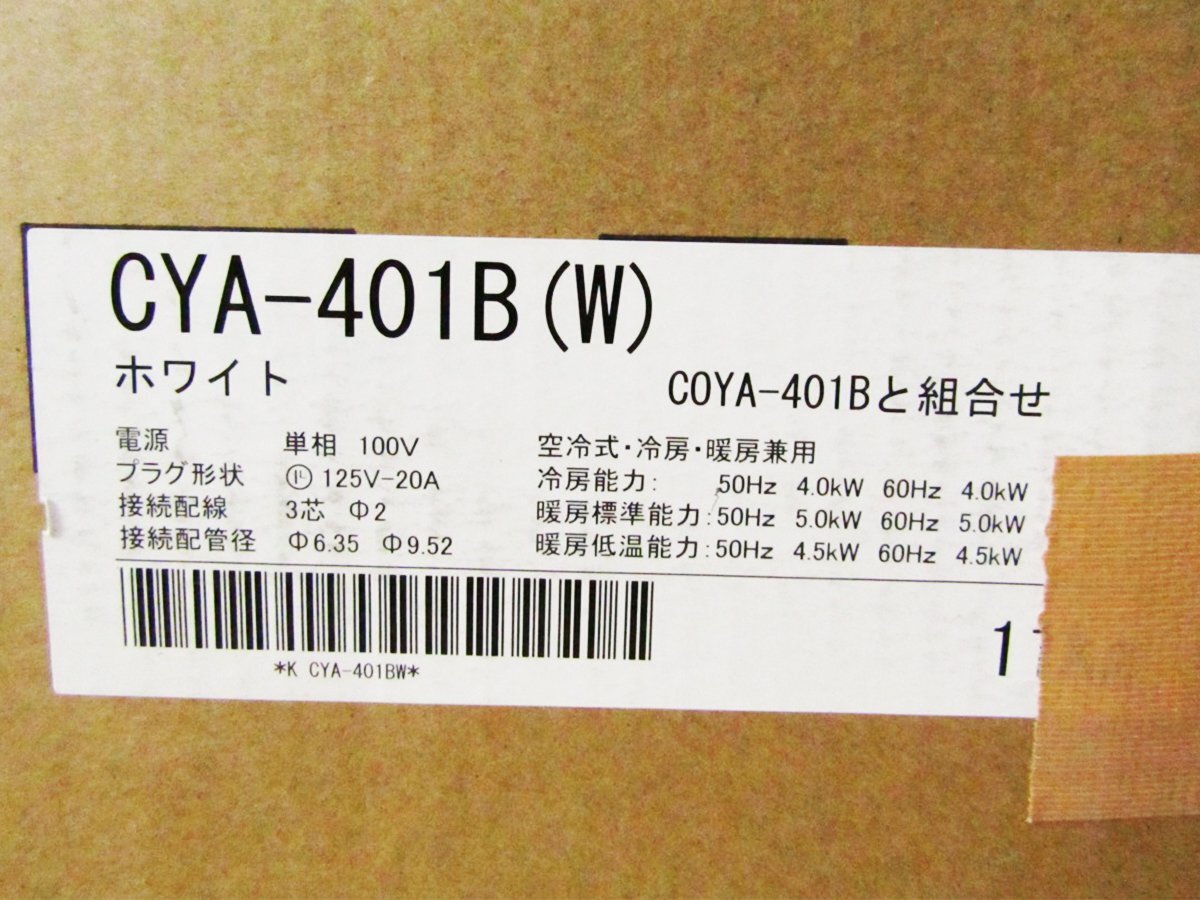 CYA-401B(W)
ホワイト
COYA-401Bと組合せ
電源 単相 100V
プラグ形状 125V-20A
接続配線 3芯 Φ2
接続配管径 Φ6.35 Φ9.52
空冷式・冷房・暖房兼用
冷房能力: 50Hz 4.0kW 60Hz 4.0kW
暖房標準能力:50Hz 5.0kW 60Hz 5.0kW
暖房低温能力:50Hz 4.5kW 60Hz 4.5kW
*K CYA-401BW*
1